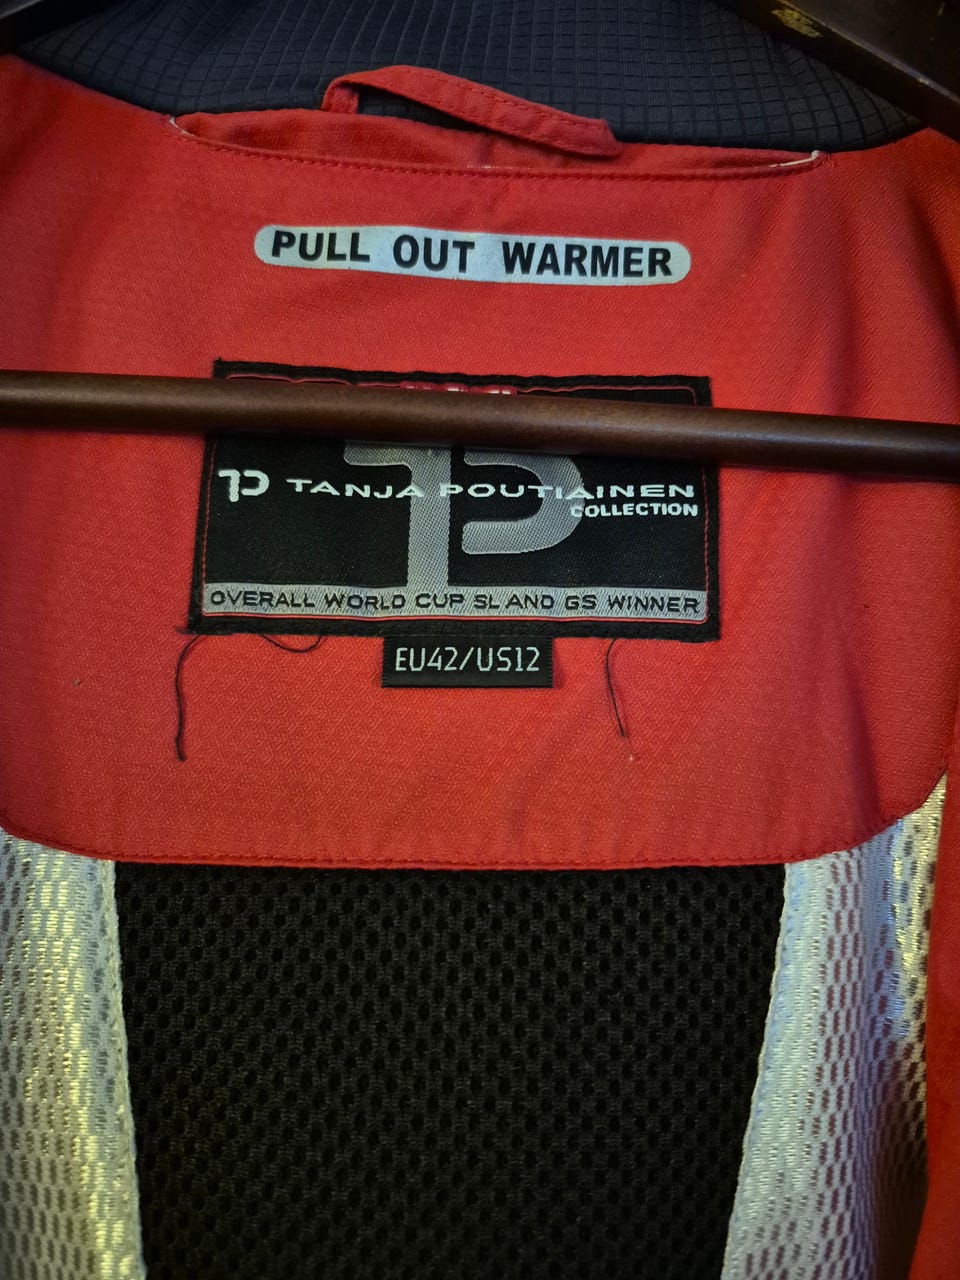 PULL OUT WARMER
TP TANJA POUTIAINEN
COLLECTION
OVERALL WORLD CUP SL AND GS WINNER
EU42/US12